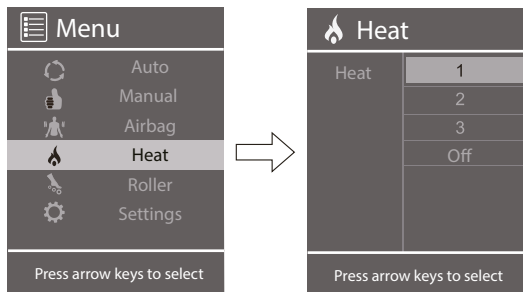 Menu
Auto
Manual
Airbag
Heat
Roller
Settings
Press arrow keys to select
Heat
Heat 1
2
3
Off
Press arrow keys to select